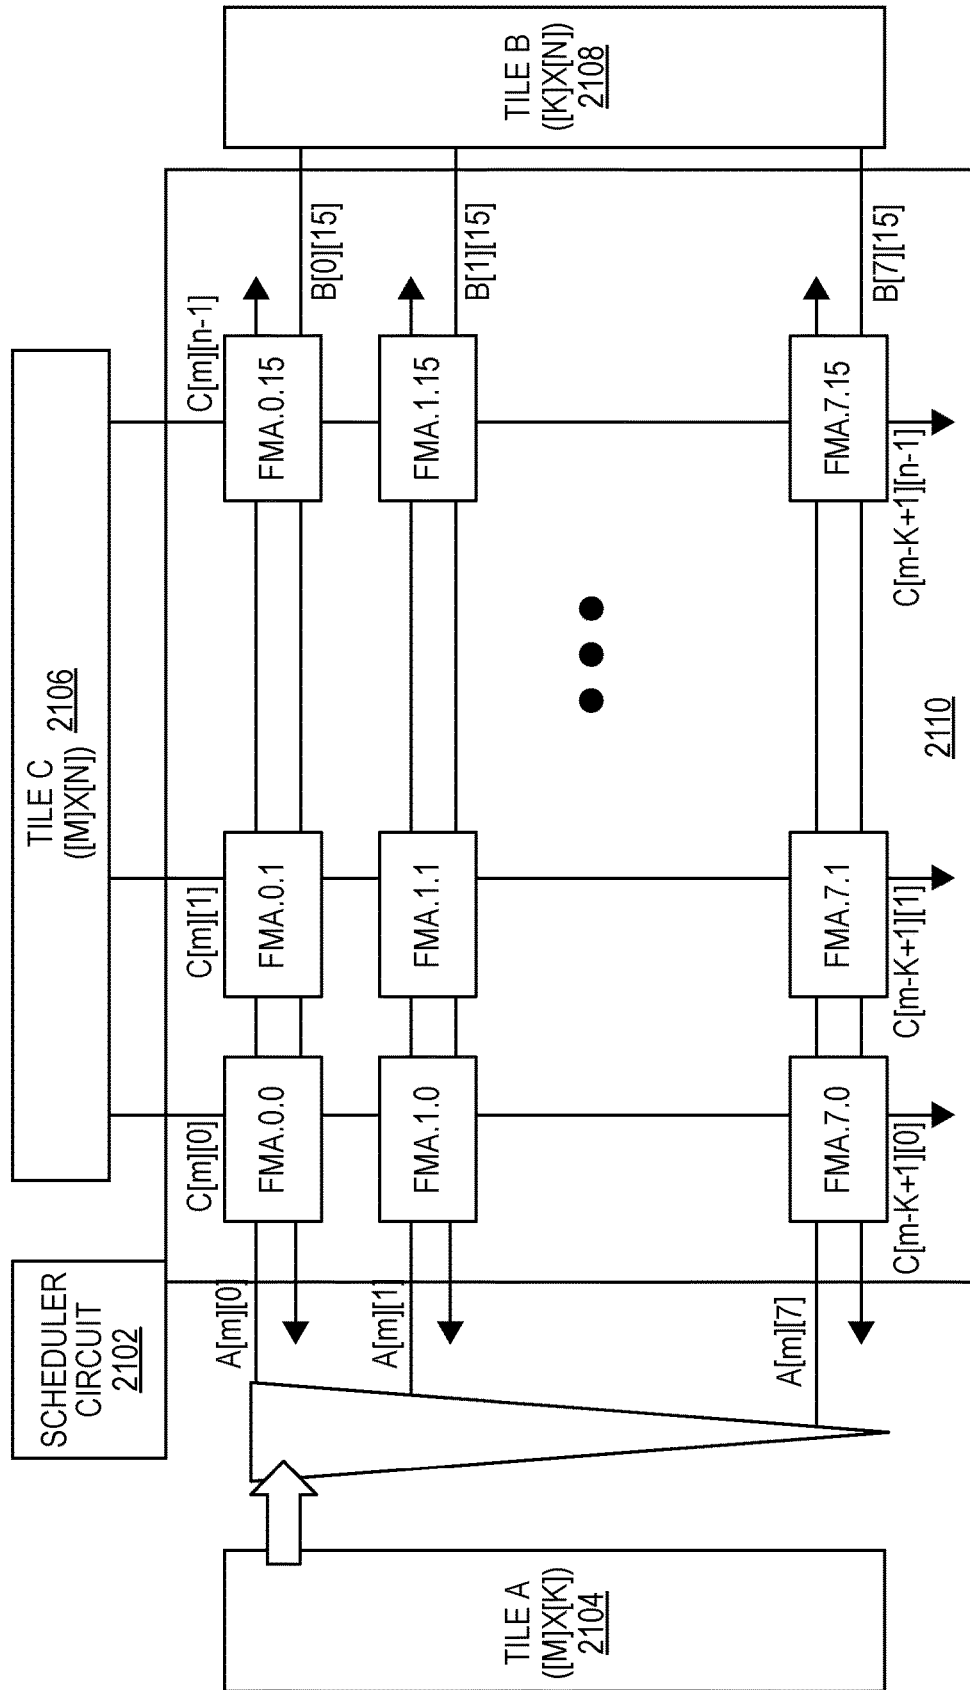 SCHEDULER
CIRCUIT
2102
TILE C
([M]X[N])
2106
TILE A
([M]X[K])
2104
TILE B
([K]X[N])
2108
C[m][0]
C[m][1]
C[m][n-1]
A[m][0]
FMA.0.0
FMA.0.1
FMA.0.15
B[0][15]
A[m][1]
FMA.1.0
FMA.1.1
FMA.1.15
B[1][15]
A[m][7]
FMA.7.0
FMA.7.1
FMA.7.15
B[7][15]
C[m-K+1][0]
C[m-K+1][1]
C[m-K+1][n-1]
2110